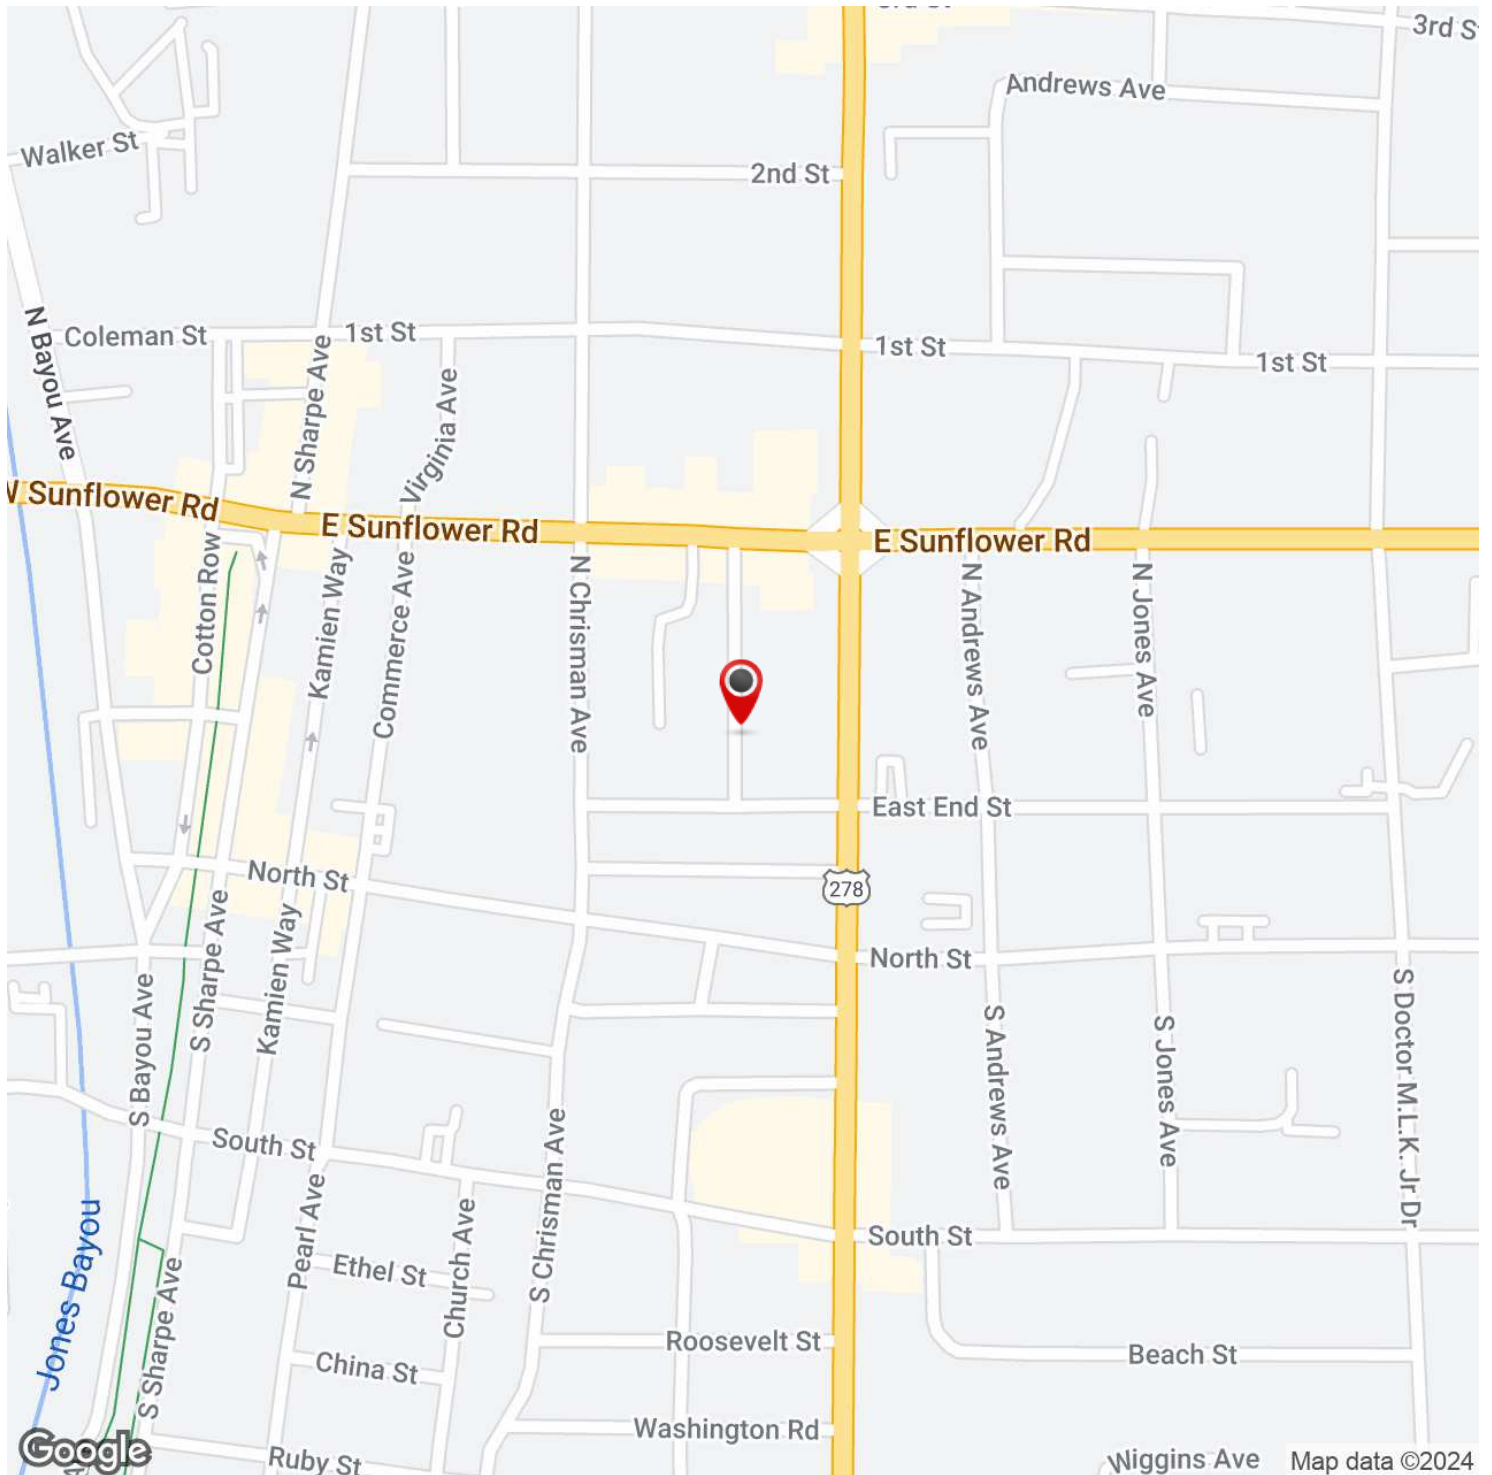 3rd St
Andrews Ave
Walker St
2nd St
N Bayou Ave
Coleman St
1st St
1st St
1st St
N Sharpe Ave
Virginia Ave
Sunflower Rd
E Sunflower Rd
E Sunflower Rd
Cotton Row
Kamien Way
Commerce Ave
N Chrisman Ave
N Andrews Ave
N Jones Ave
East End St
North St
278
North St
S Sharpe Ave
Kamien Way
S Bayou Ave
S Andrews Ave
S Jones Ave
S Doctor M.L.K. Jr Dr
South St
S Chrisman Ave
Pearl Ave
Church Ave
South St
Jones Bayou
Ethel St
S Sharpe Ave
Roosevelt St
Beach St
China St
Washington Rd
Ruby St
Wiggins Ave
Google
Map data ©2024